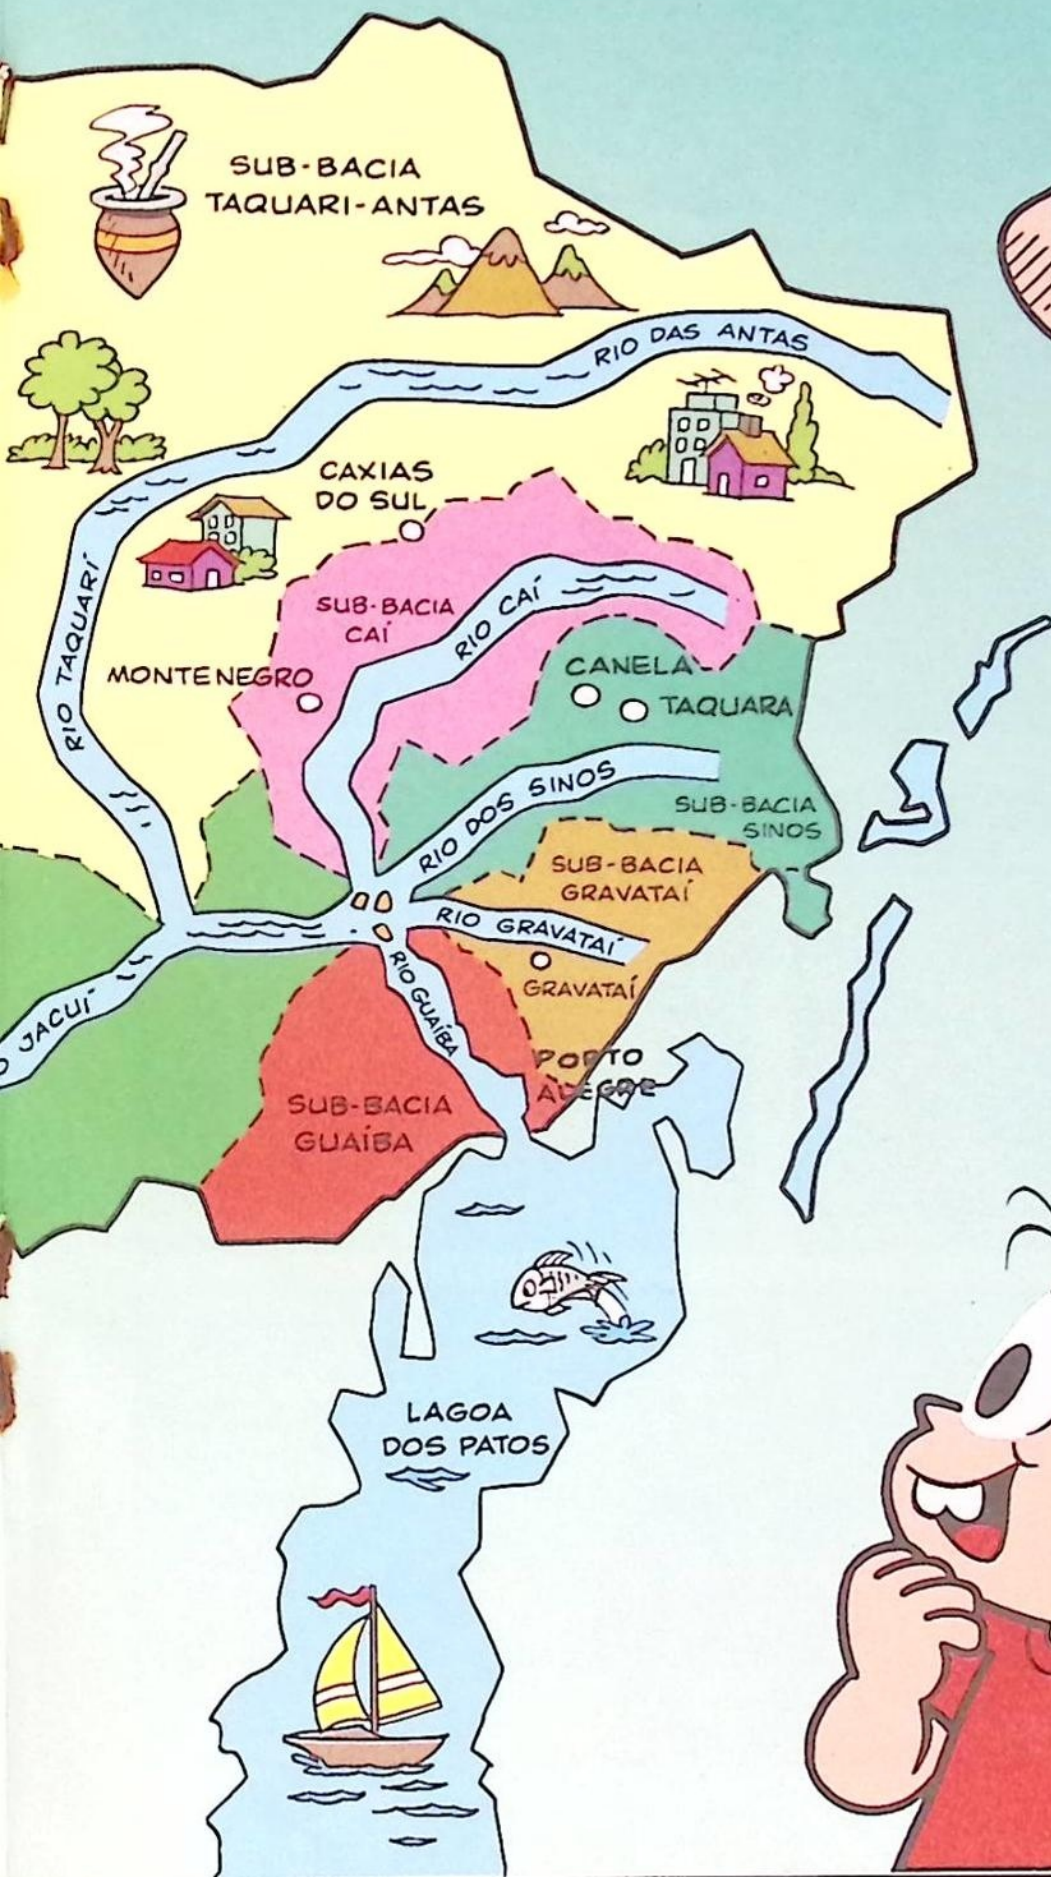 SUB-BACIA
TAQUARI-ANTAS
RIO DAS ANTAS
CAXIAS
DO SUL
RIO TAQUARÍ
SUB-BACIA
CAÍ
RIO CAÍ
MONTENEGRO
CANELA
TAQUARA
RIO DOS SINOS
SUB-BACIA
SINOS
SUB-BACIA
GRAVATAÍ
RIO GRAVATAÍ
GRAVATAÍ
RIO GUAÍBA
JACUÍ
PORTO
ALEGRE
SUB-BACIA
GUAÍBA
LAGOA
DOS PATOS